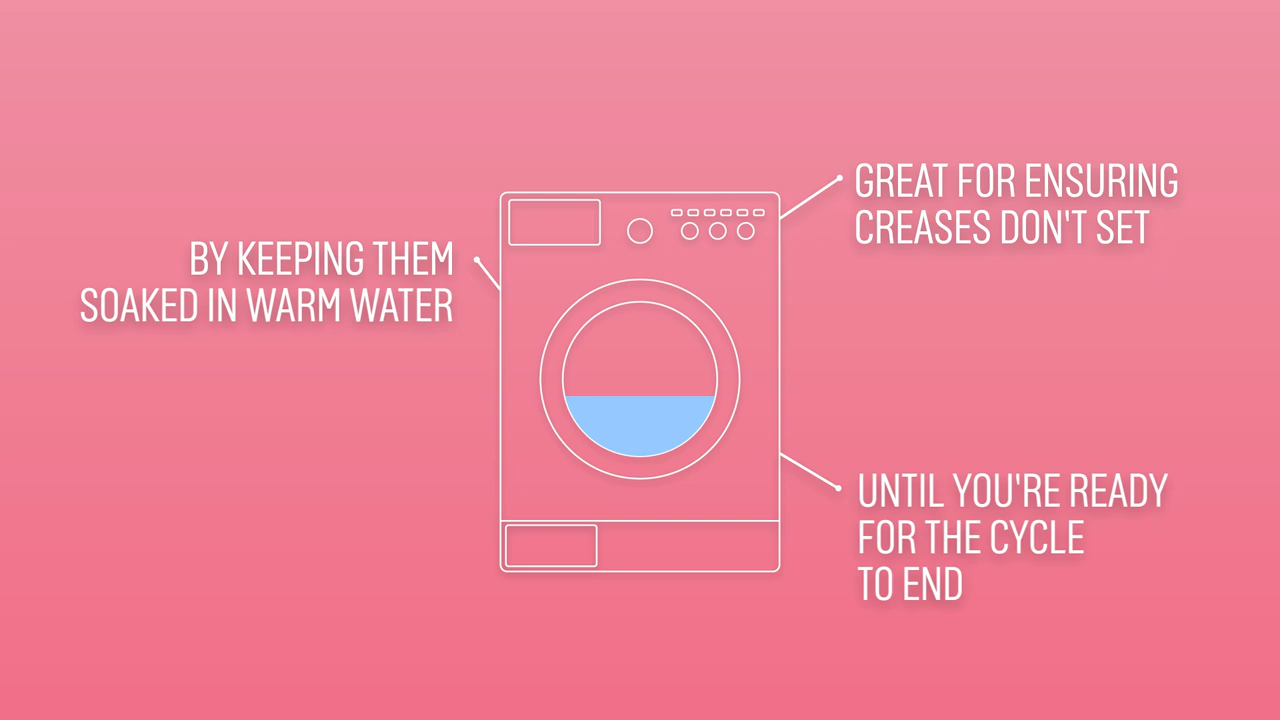 GREAT FOR ENSURING
CREASES DON'T SET
BY KEEPING THEM
SOAKED IN WARM WATER
UNTIL YOU'RE READY
FOR THE CYCLE
TO END